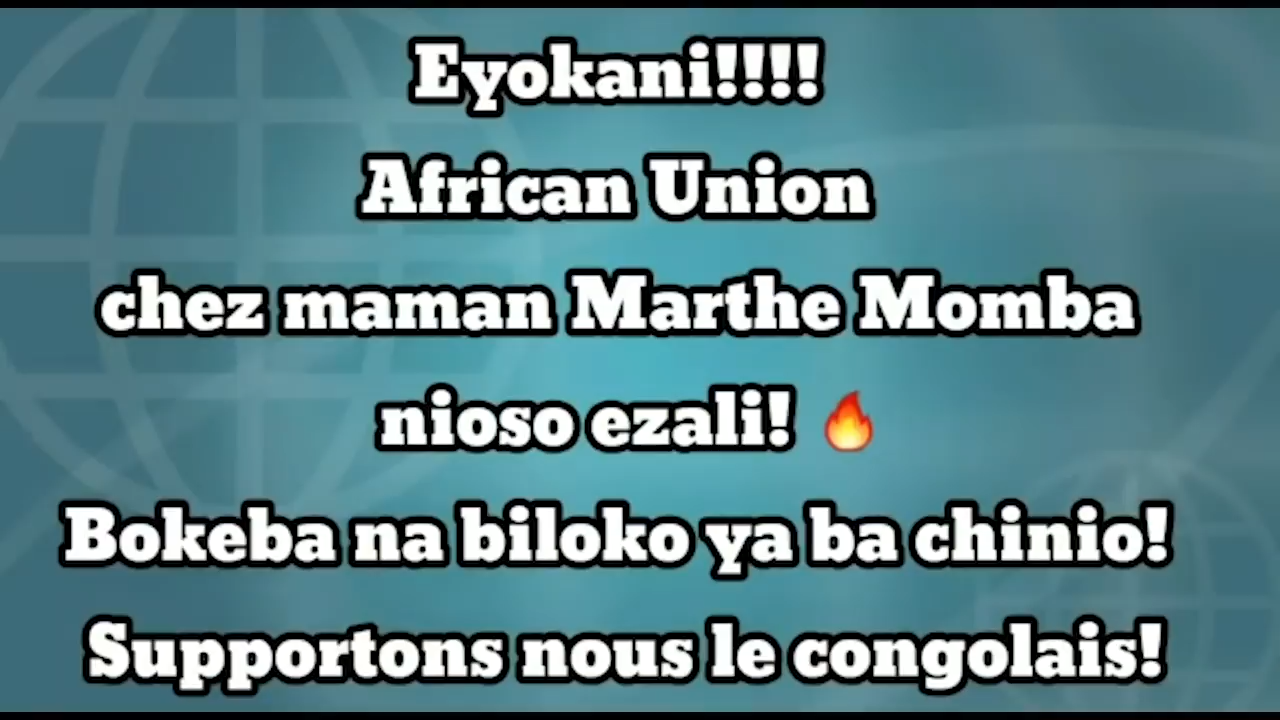 Eyokani!!!!
African Union
chez maman Marthe Momba
nioso ezali! 🔥
Bokeba na biloko ya ba chinio!
Supportons nous le congolais!